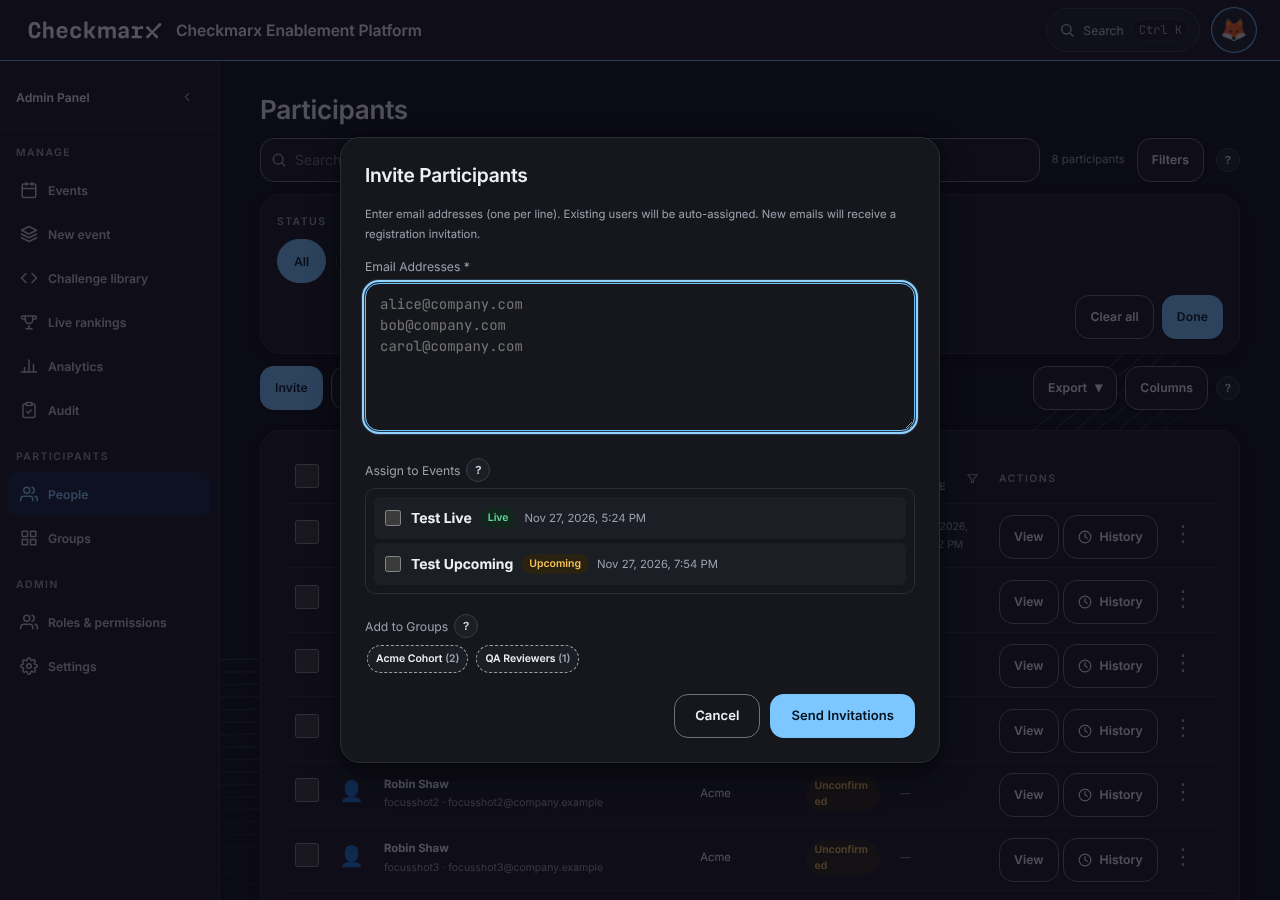 Checkmarx Checkmarx Enablement Platform
Search Ctrl K
Admin Panel
MANAGE
Events
New event
Challenge library
Live rankings
Analytics
Audit
PARTICIPANTS
People
Groups
ADMIN
Roles & permissions
Settings
Participants
Search
8 participants
Filters
?
STATUS
All
Clear all
Done
Invite
Export ▼
Columns
?
Invite Participants
Enter email addresses (one per line). Existing users will be auto-assigned. New emails will receive a
registration invitation.
Email Addresses *
alice@company.com
bob@company.com
carol@company.com
Assign to Events ?
Test Live Live Nov 27, 2026, 5:24 PM
Test Upcoming Upcoming Nov 27, 2026, 7:54 PM
Add to Groups ?
Acme Cohort (2) QA Reviewers (1)
Cancel
Send Invitations
ACTIONS
View History
View History
View History
View History
Robin Shaw
focusshot2 · focusshot2@company.example
Acme
Unconfirm
ed
—
View History
Robin Shaw
focusshot3 · focusshot3@company.example
Acme
Unconfirm
ed
—
View History